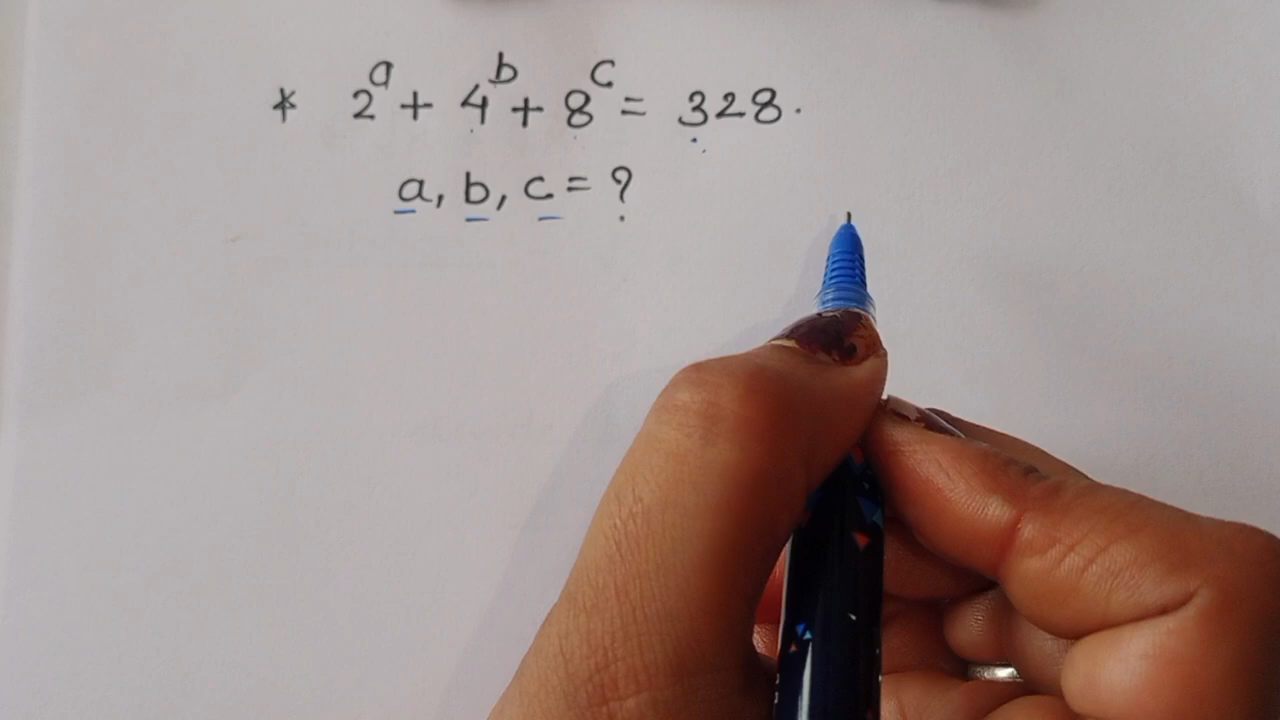 * 2^a + 4^b + 8^c = 328.
a, b, c = ?